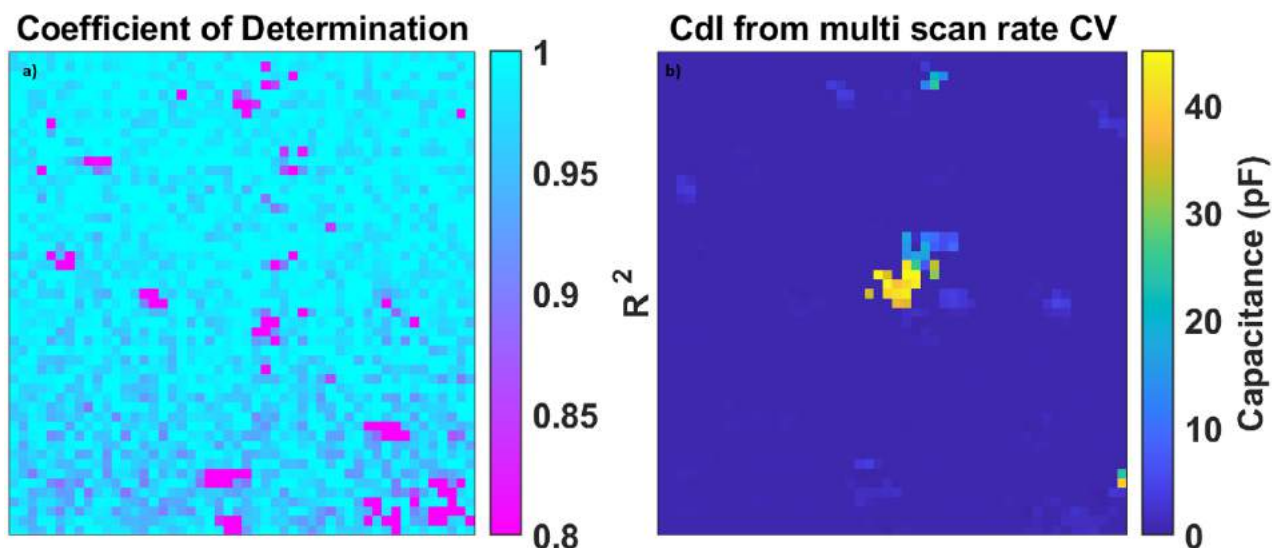 Coefficient of Determination
a)
1
0.95
0.9
0.85
0.8
R²
Cdl from multi scan rate CV
b)
40
30
20
10
0
Capacitance (pF)